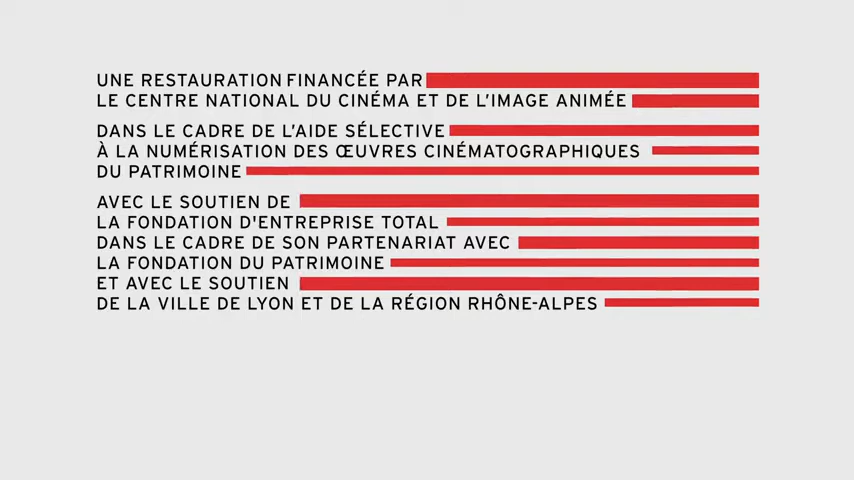 UNE RESTAURATION FINANCÉE PAR
LE CENTRE NATIONAL DU CINÉMA ET DE L'IMAGE ANIMÉE
DANS LE CADRE DE L'AIDE SÉLECTIVE
À LA NUMÉRISATION DES ŒUVRES CINÉMATOGRAPHIQUES
DU PATRIMOINE
AVEC LE SOUTIEN DE
LA FONDATION D'ENTREPRISE TOTAL
DANS LE CADRE DE SON PARTENARIAT AVEC
LA FONDATION DU PATRIMOINE
ET AVEC LE SOUTIEN
DE LA VILLE DE LYON ET DE LA RÉGION RHÔNE-ALPES